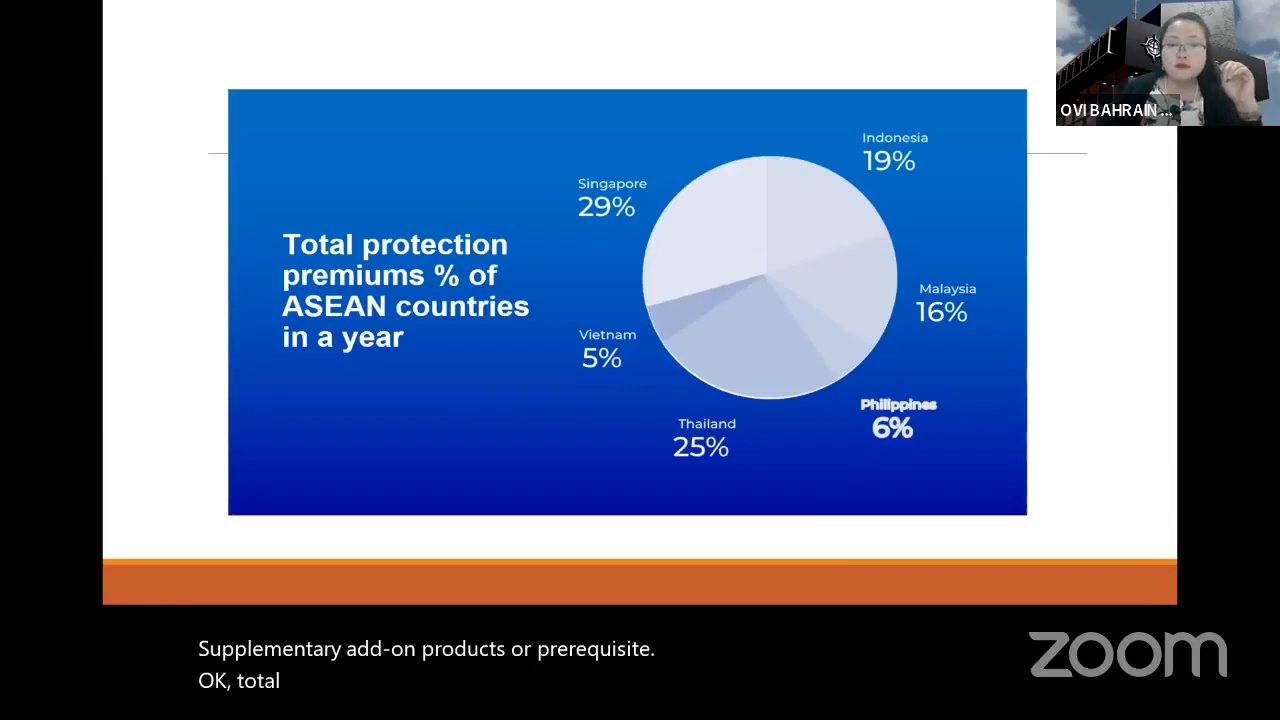 OVI BAHRAIN ...
Total protection
premiums % of
ASEAN countries
in a year
Indonesia
19%
Singapore
29%
Malaysia
16%
Vietnam
5%
Philippines
6%
Thailand
25%
Supplementary add-on products or prerequisite.
OK, total
zoom